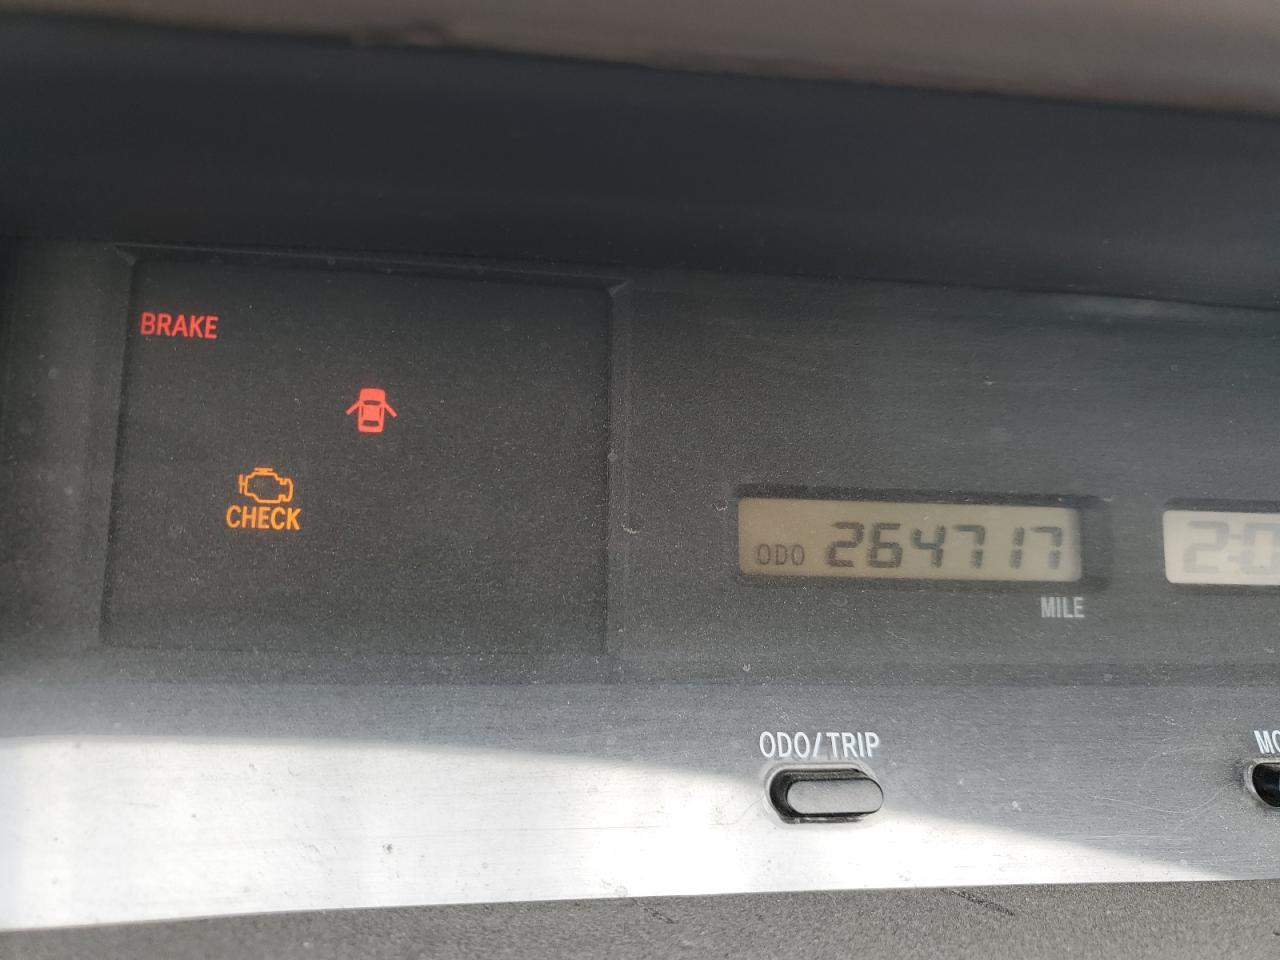 BRAKE
CHECK
ODO 264717
MILE
ODO/TRIP